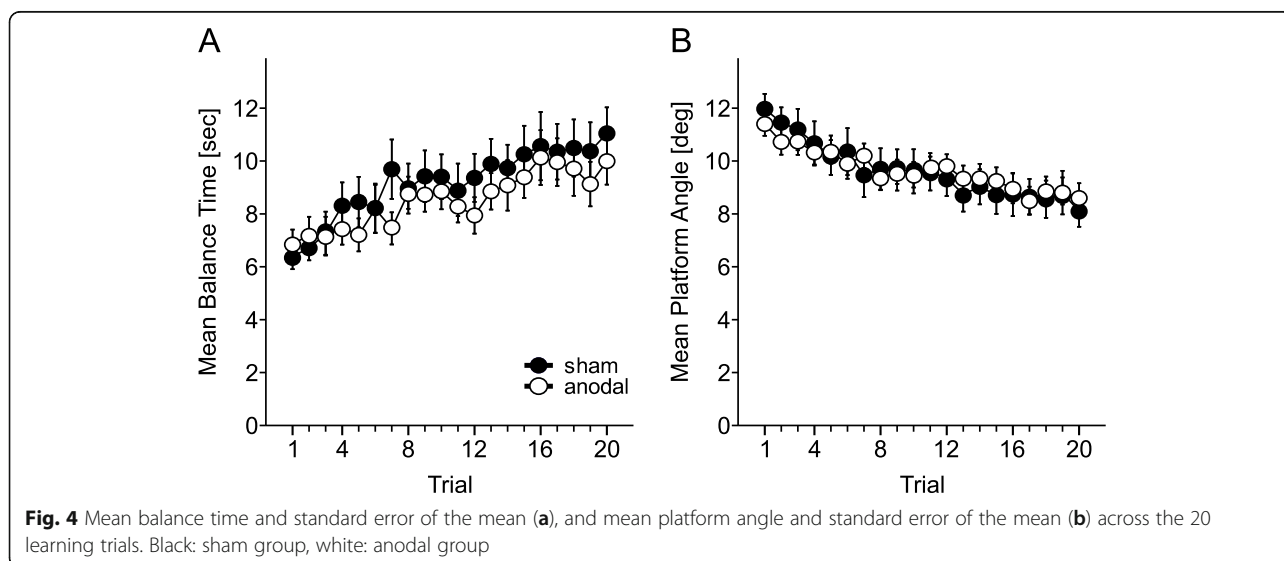 A
B
Mean Balance Time [sec]
12
10
8
6
4
2
0
sham
anodal
1 4 8 12 16 20
Trial
Mean Platform Angle [deg]
12
10
8
6
4
2
0
1 4 8 12 16 20
Trial
Fig. 4 Mean balance time and standard error of the mean (a), and mean platform angle and standard error of the mean (b) across the 20
learning trials. Black: sham group, white: anodal group